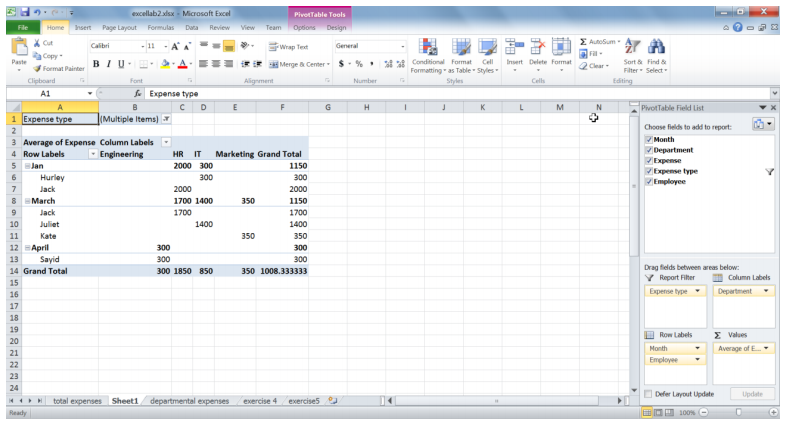 excellab2.xlsx - Microsoft Excel PivotTable Tools
File Home Insert Page Layout Formulas Data Review View Team Options Design
Paste Cut Copy Format Painter Clipboard
Calibri 11 A A B I U A Font
Wrap Text Merge & Center Alignment
General $ % , Number
Conditional Formatting Format as Table Cell Styles Styles
Insert Delete Format Cells
Σ AutoSum Fill Clear Sort & Filter Find & Select Editing
A1 fx Expense type
A B C D E F G H I J K L M N
1 Expense type (Multiple Items)
2
3 Average of Expense Column Labels
4 Row Labels Engineering HR IT Marketing Grand Total
5 Jan 2000 300 1150
6 Hurley 300 300
7 Jack 2000 2000
8 March 1700 1400 350 1150
9 Jack 1700 1700
10 Juliet 1400 1400
11 Kate 350 350
12 April 300 300
13 Sayid 300 300
14 Grand Total 300 1850 850 350 1008.333333
15
16
17
18
19
20
21
22
23
24
PivotTable Field List
Choose fields to add to report:
Month
Department
Expense
Expense type
Employee
Drag fields between areas below:
Report Filter Column Labels
Expense type Department
Row Labels Σ Values
Month Average of E...
Employee
Defer Layout Update Update
total expenses Sheet1 departmental expenses exercise 4 exercise5
Ready 100%